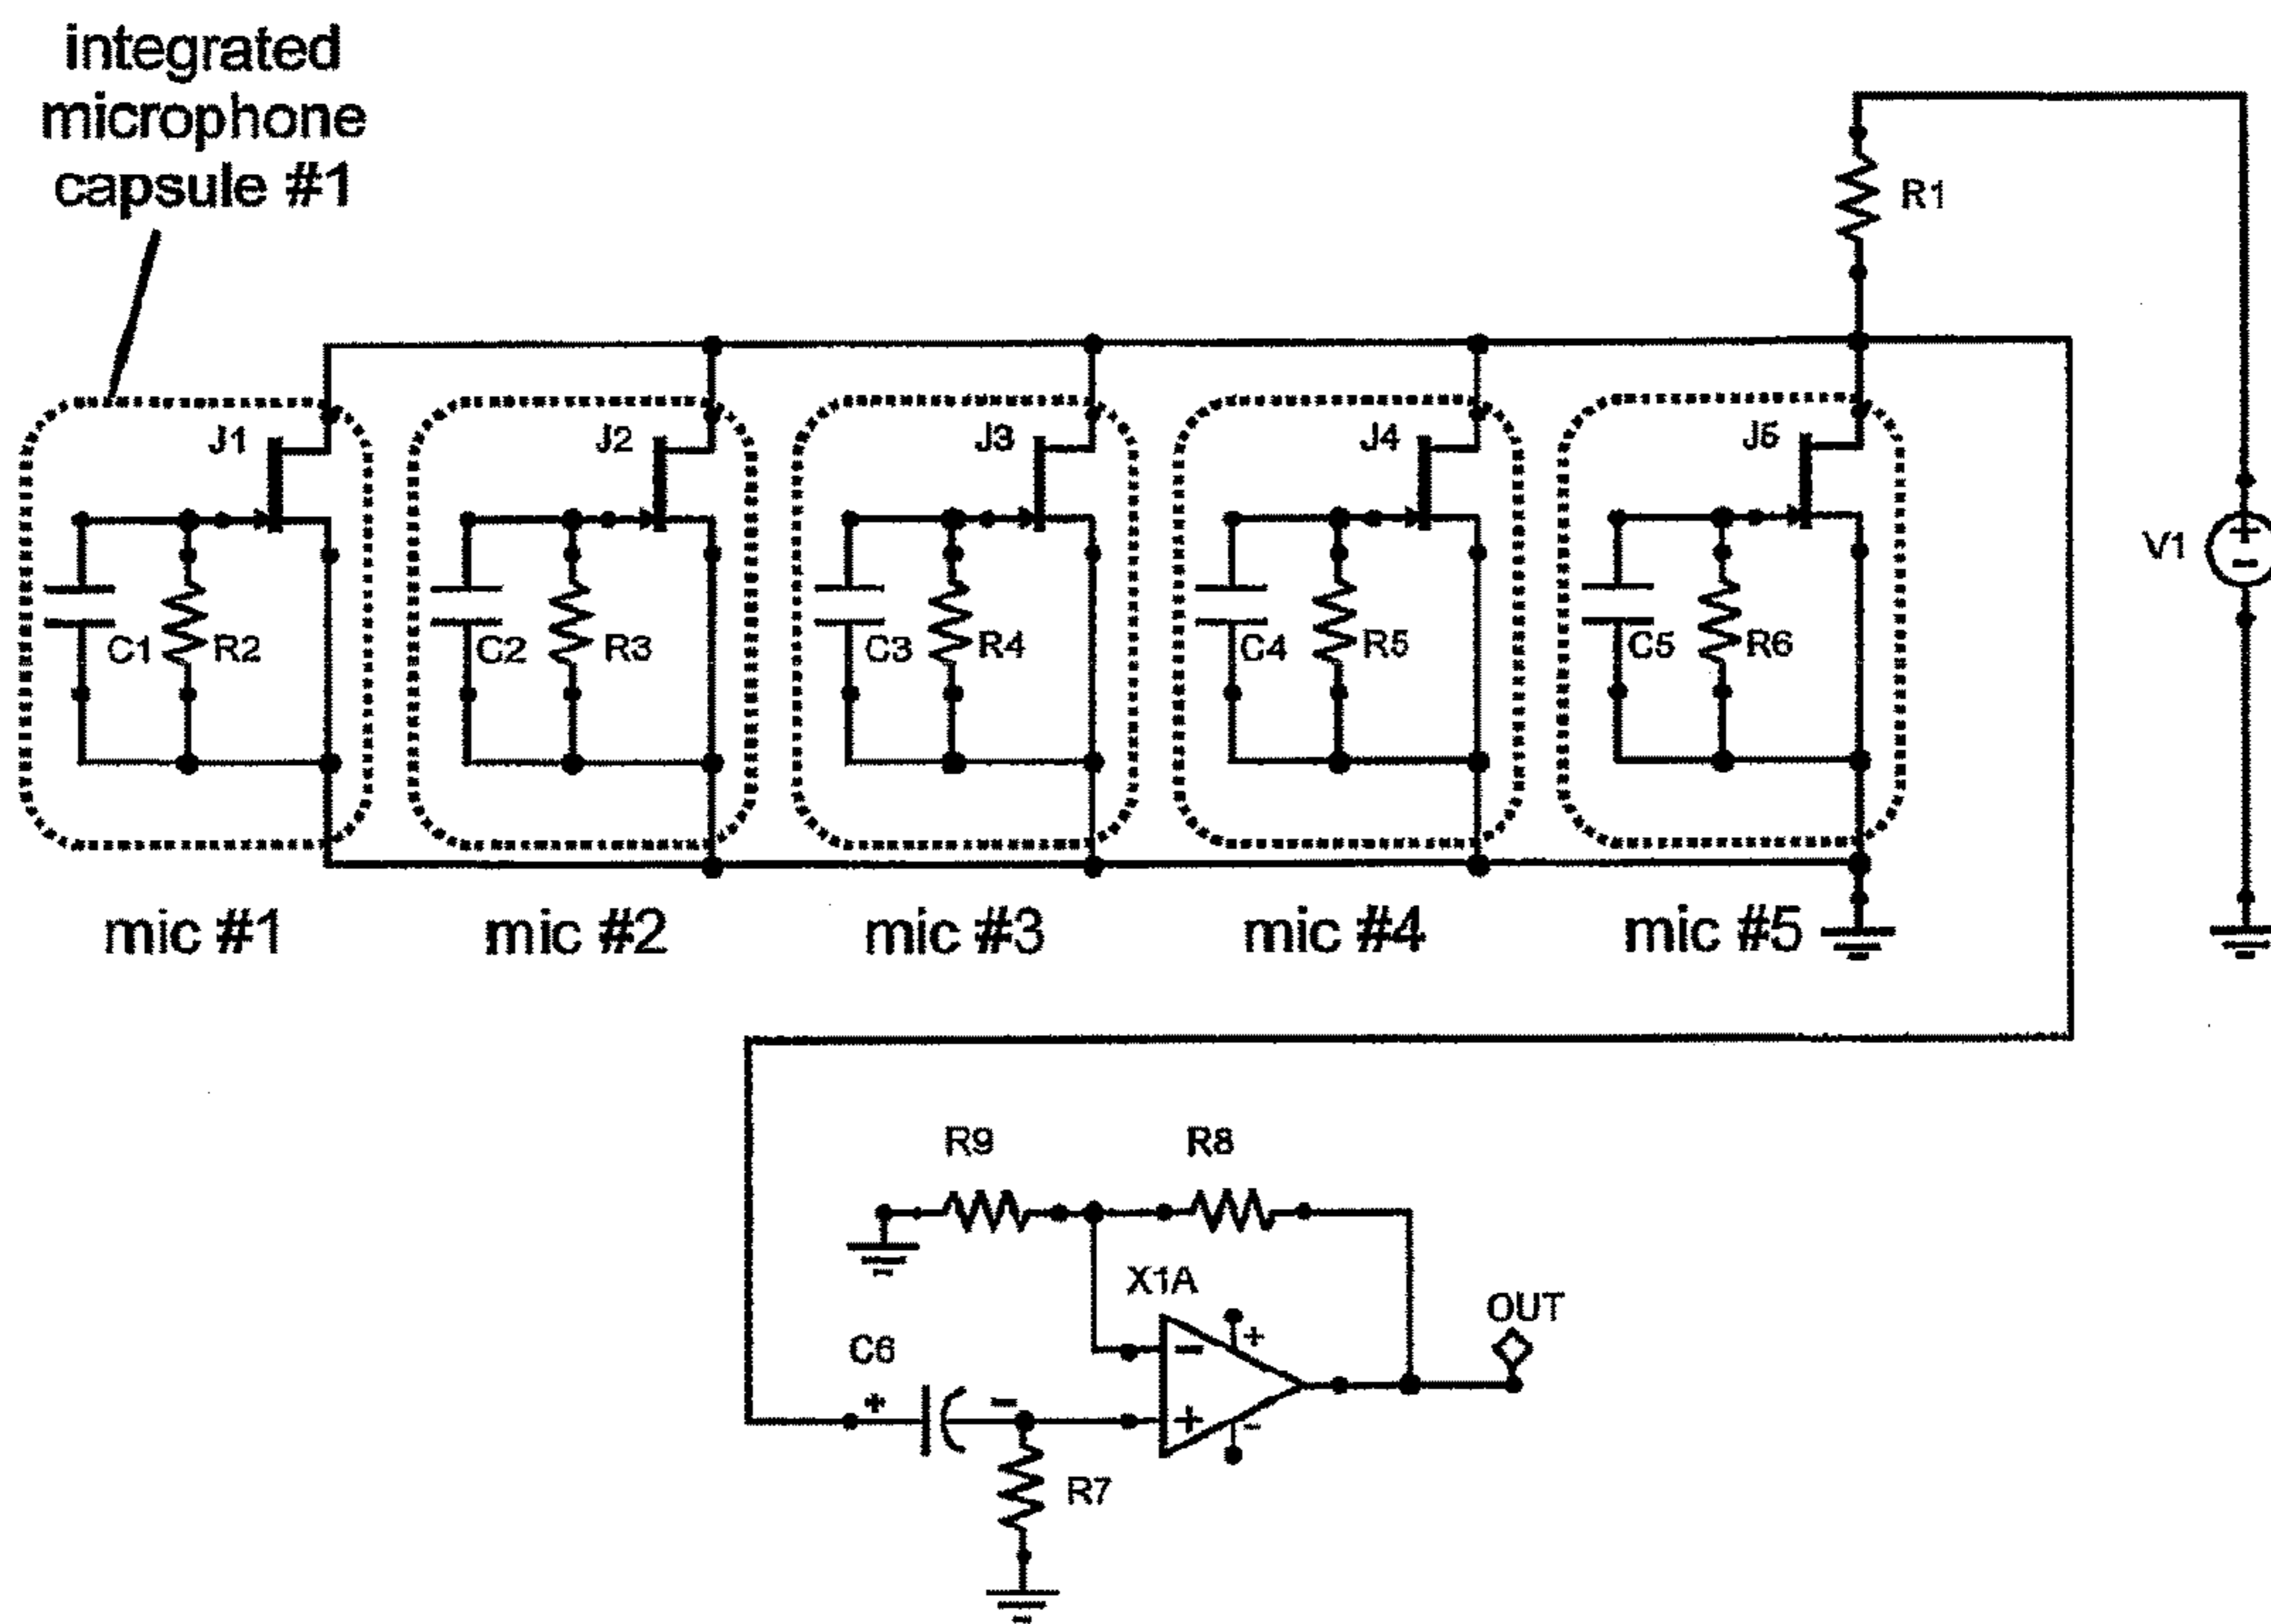 integrated
microphone
capsule #1
R1
J1
J2
J3
J4
J5
V1
+
-
C1
R2
C2
R3
C3
R4
C4
R5
C5
R6
mic #1
mic #2
mic #3
mic #4
mic #5
R9
R8
X1A
OUT
C6
+
-
-
+
+
-
R7